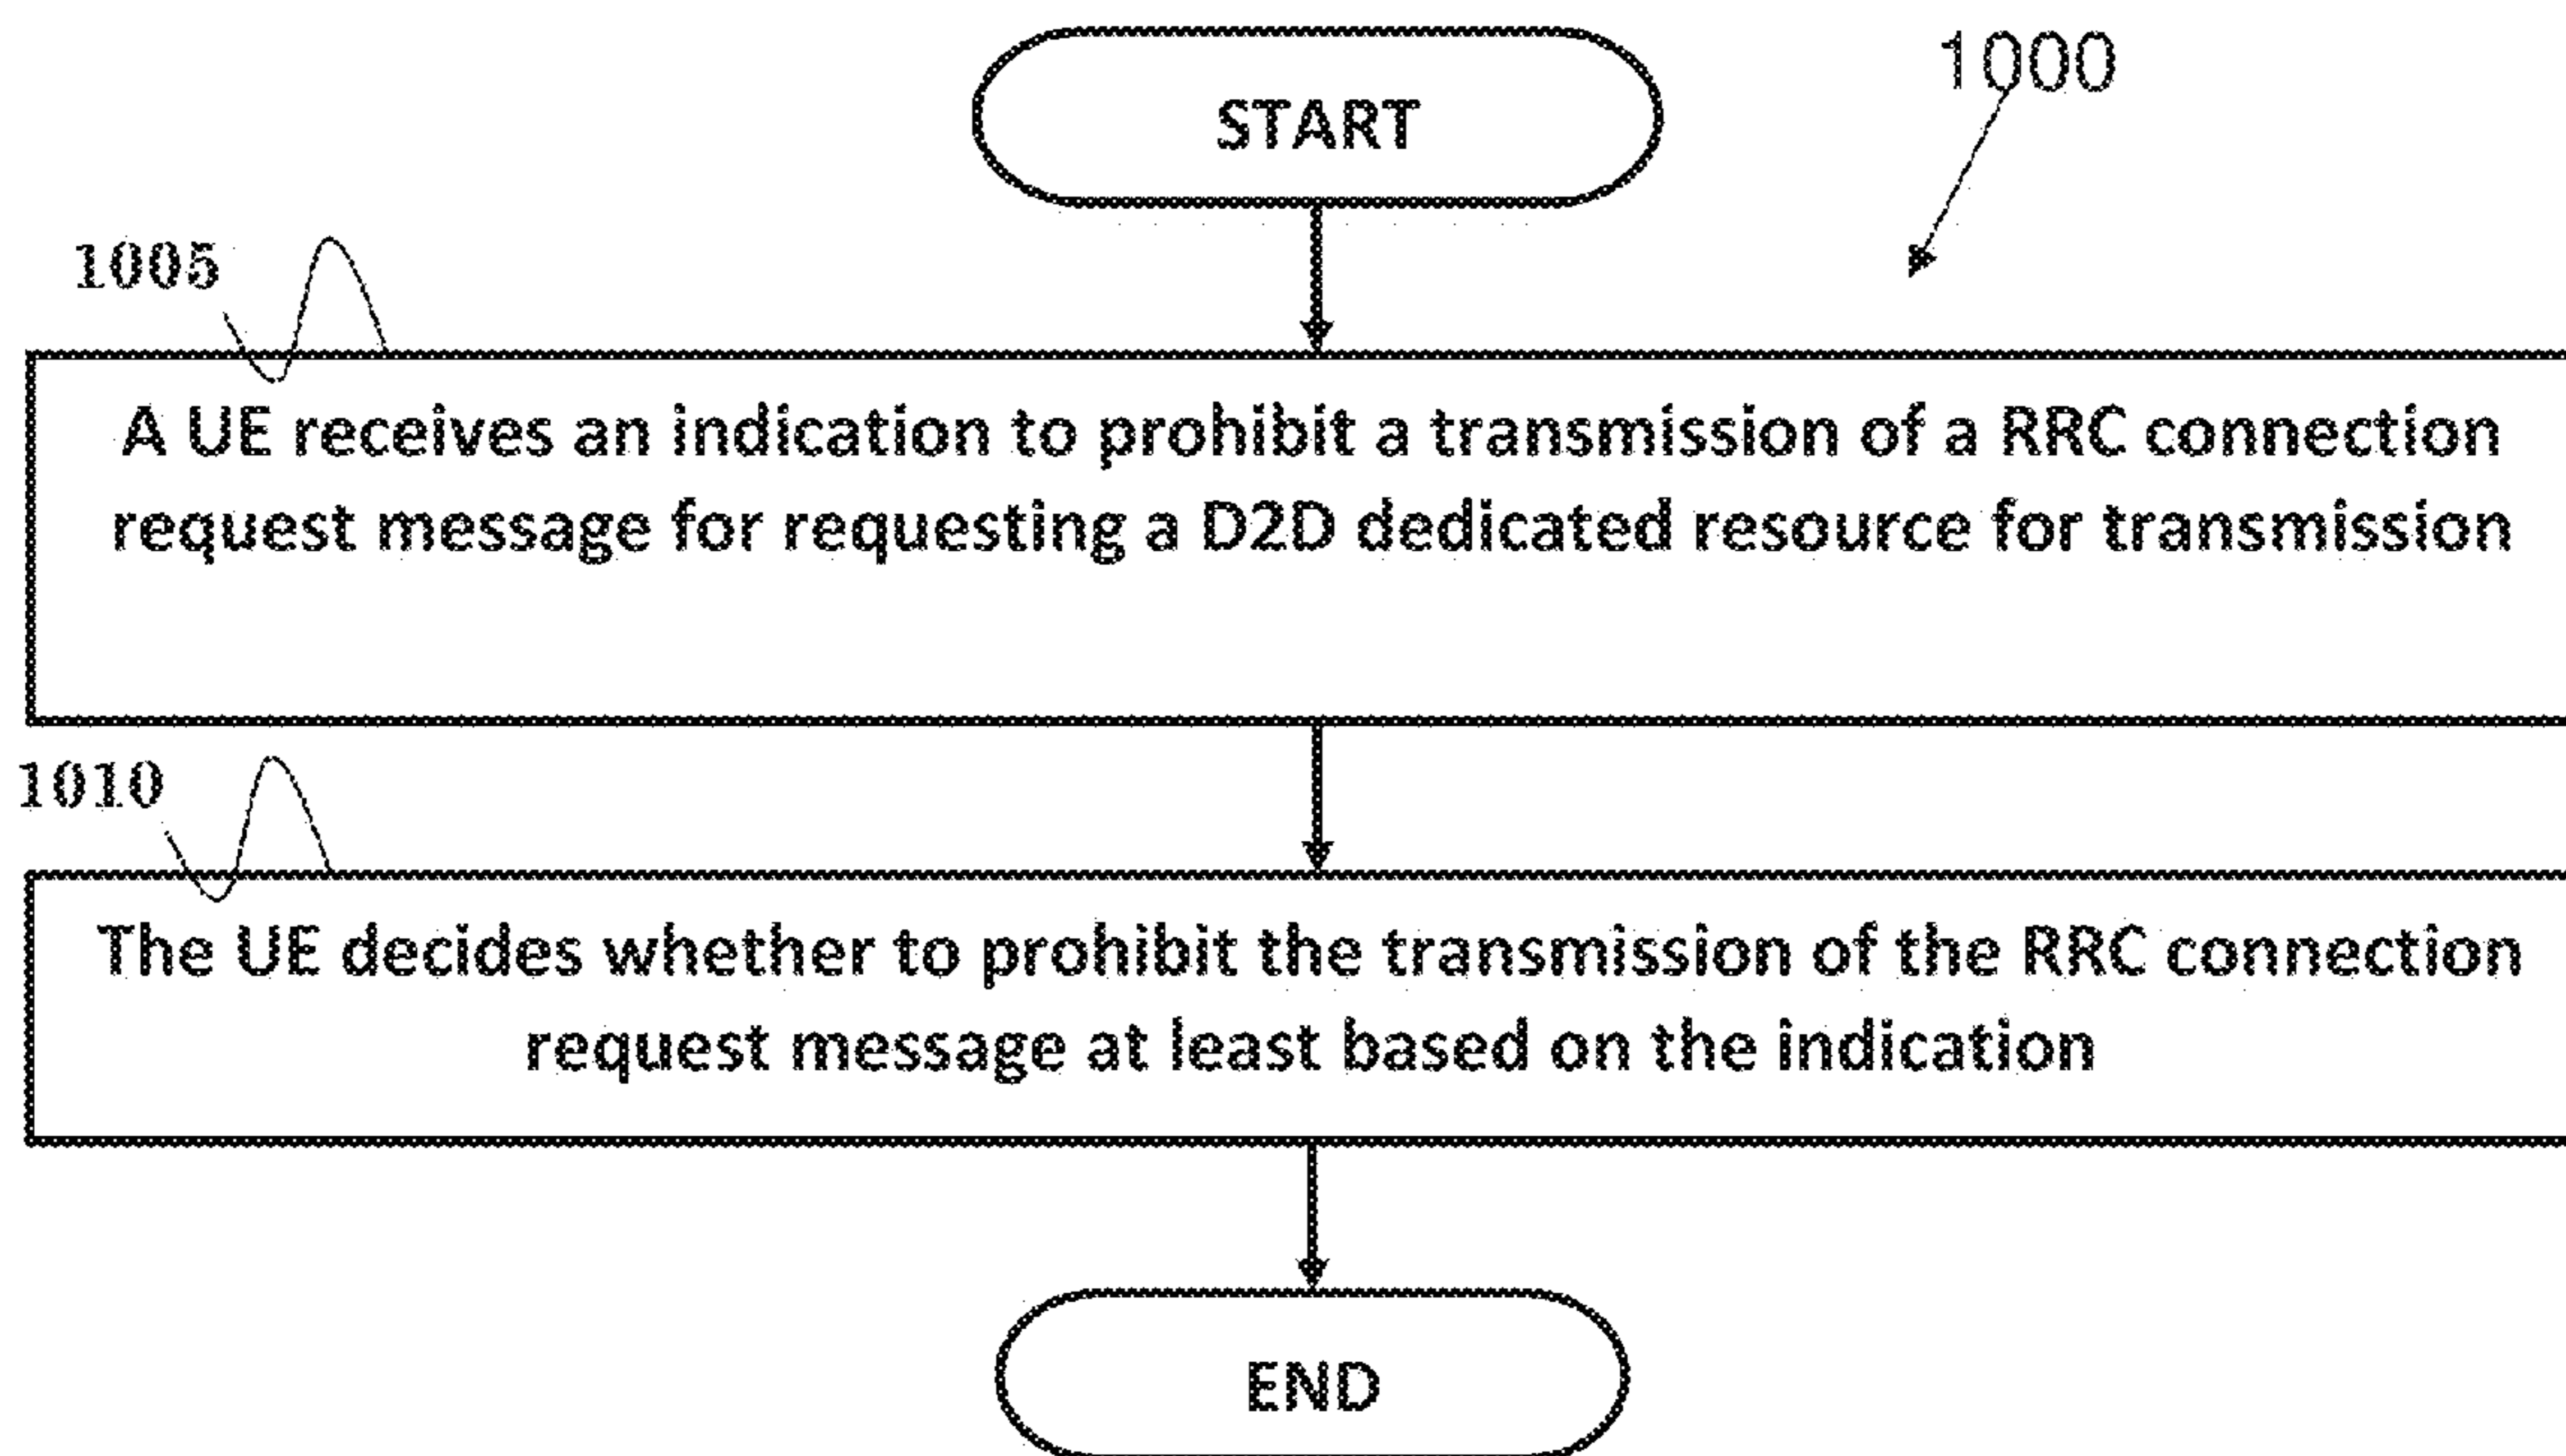 START
1000
1005
A UE receives an indication to prohibit a transmission of a RRC connection
request message for requesting a D2D dedicated resource for transmission
1010
The UE decides whether to prohibit the transmission of the RRC connection
request message at least based on the indication
END